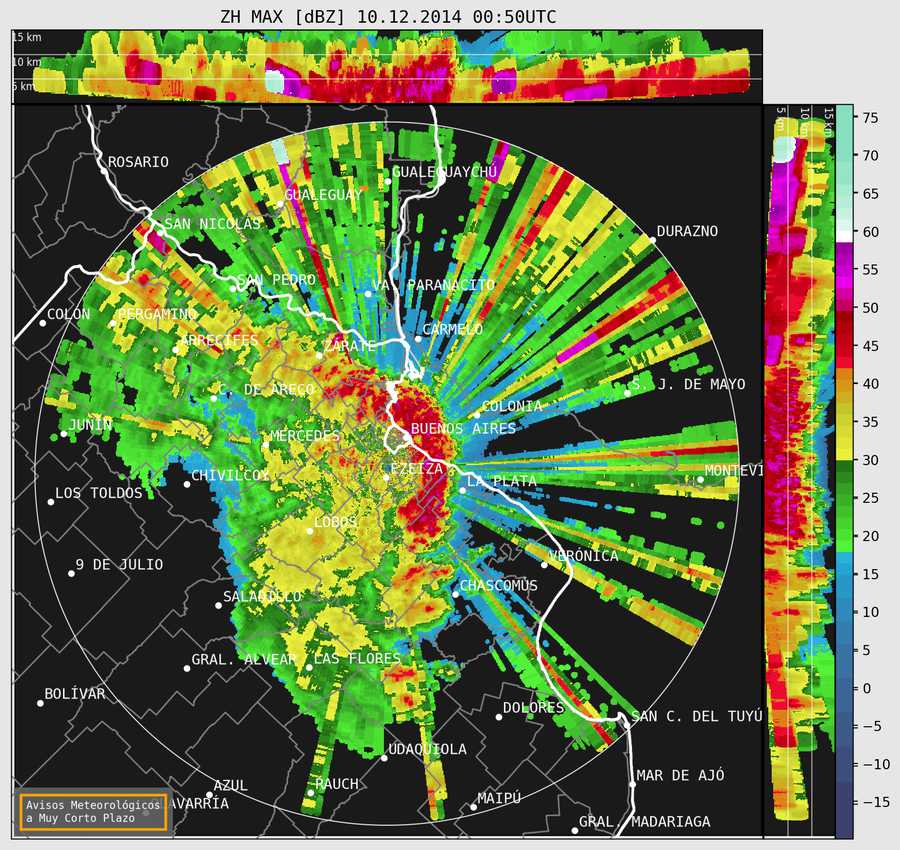 ZH MAX [dBZ] 10.12.2014 00:50UTC
15 km
10 km
5 km
5 km
10 km
15 km
75
70
65
60
55
50
45
40
35
30
25
20
15
10
5
0
−5
−10
−15
ROSARIO
GUALEGUAYCHÚ
GUALEGUAY
SAN NICOLÁS
DURAZNO
SAN PEDRO
PARANACITO
COLÓN
PERGAMINO
CARMELO
ARRECIFES
ZÁRATE
DE ARECO
S. J. DE MAYO
COLONIA
JUNÍN
BUENOS AIRES
MERCEDES
EZEIZA
MONTEVI
CHIVILCOY
LA PLATA
LOS TOLDOS
LOBOS
VERÓNICA
9 DE JULIO
CHASCOMÚS
SALADILLO
GRAL. ALVEAR
LAS FLORES
BOLÍVAR
DOLORES
SAN C. DEL TUYÚ
UDAQUIOLA
MAR DE AJÓ
AZUL
RAUCH
MAIPÚ
AVARRÍA
GRAL. MADARIAGA
Avisos Meteorológicos
a Muy Corto Plazo